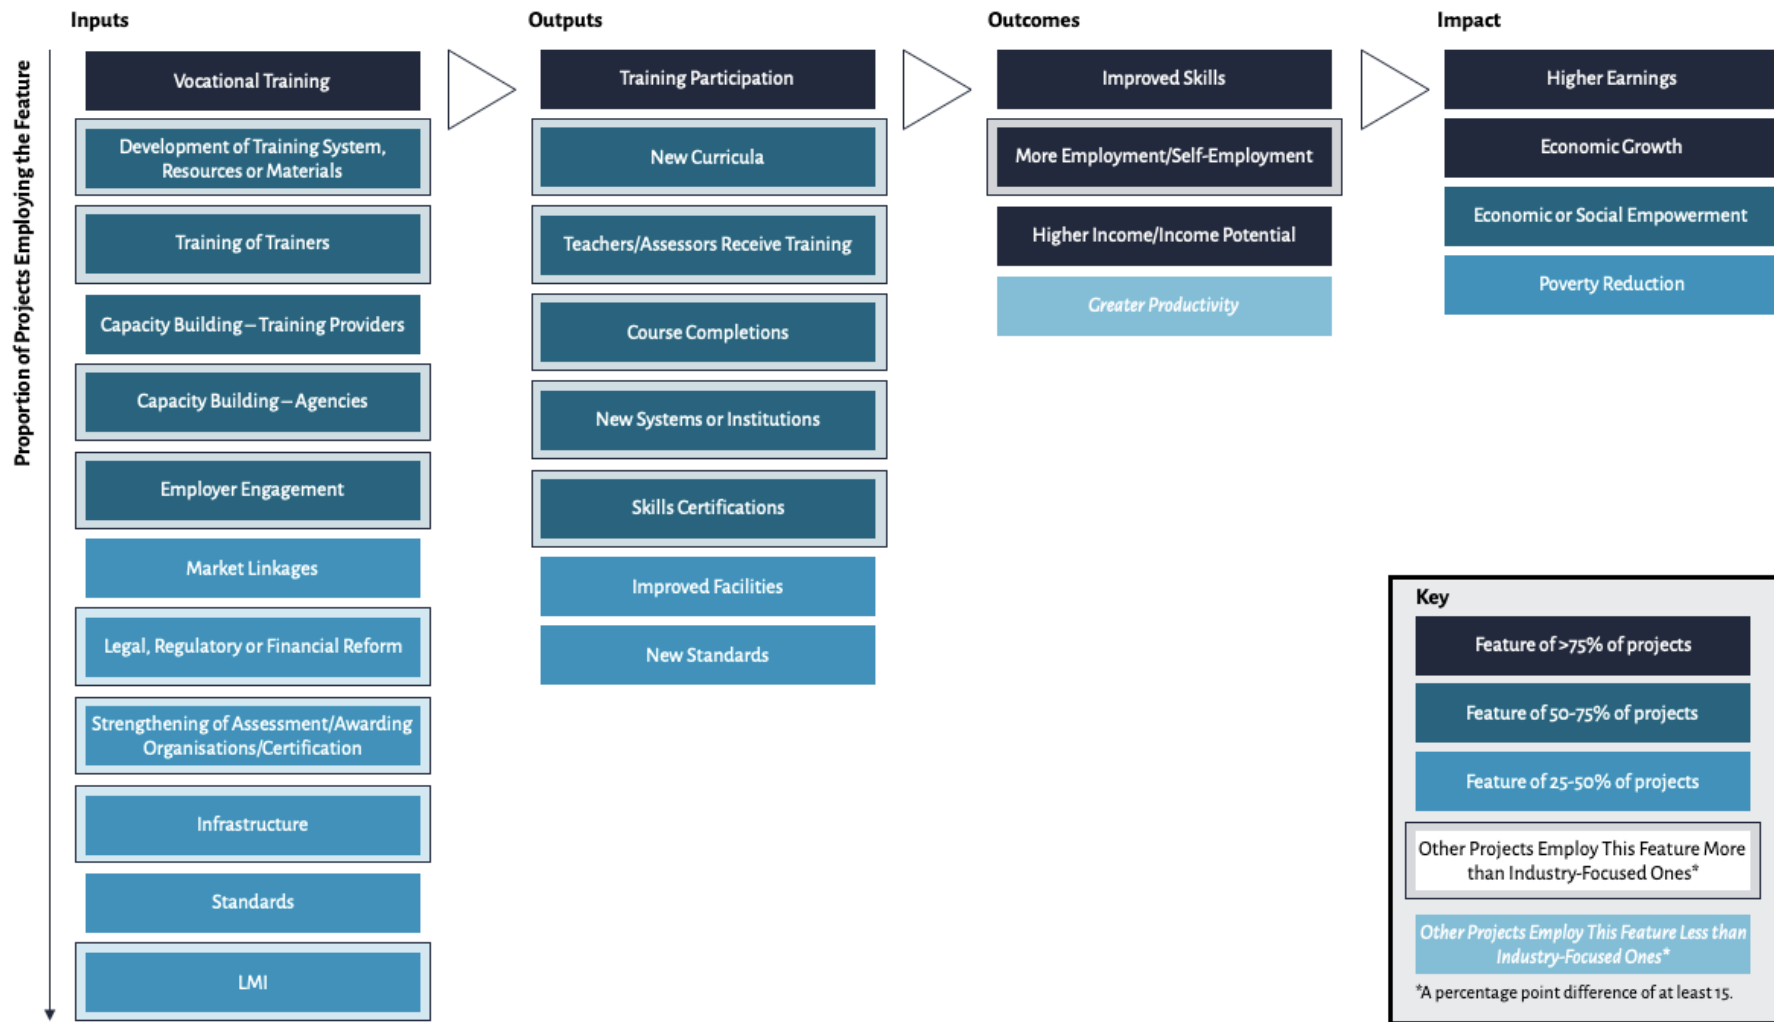 Inputs
Outputs
Outcomes
Impact
Proportion of Projects Employing the Feature
Vocational Training
Development of Training System,
Resources or Materials
Training of Trainers
Capacity Building – Training Providers
Capacity Building – Agencies
Employer Engagement
Market Linkages
Legal, Regulatory or Financial Reform
Strengthening of Assessment/Awarding
Organisations/Certification
Infrastructure
Standards
LMI
Training Participation
New Curricula
Teachers/Assessors Receive Training
Course Completions
New Systems or Institutions
Skills Certifications
Improved Facilities
New Standards
Improved Skills
More Employment/Self-Employment
Higher Income/Income Potential
Greater Productivity
Higher Earnings
Economic Growth
Economic or Social Empowerment
Poverty Reduction
Key
Feature of >75% of projects
Feature of 50-75% of projects
Feature of 25-50% of projects
Other Projects Employ This Feature More
than Industry-Focused Ones*
Other Projects Employ This Feature Less than
Industry-Focused Ones*
*A percentage point difference of at least 15.